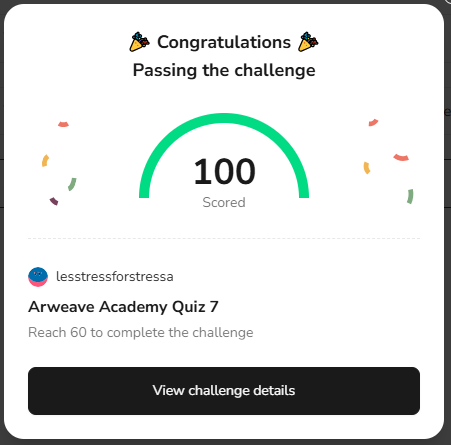 🎉 Congratulations 🎉
Passing the challenge
100
Scored
lesstressforstressa
Arweave Academy Quiz 7
Reach 60 to complete the challenge
View challenge details